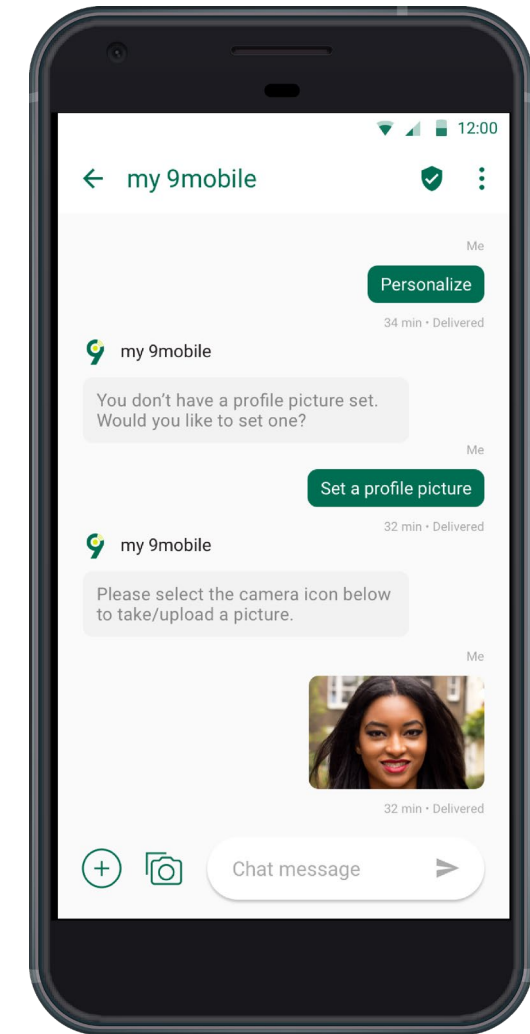 12:00
my 9mobile
Me
Personalize
34 min • Delivered
my 9mobile
You don’t have a profile picture set.
Would you like to set one?
Me
Set a profile picture
32 min • Delivered
my 9mobile
Please select the camera icon below
to take/upload a picture.
Me
32 min • Delivered
Chat message